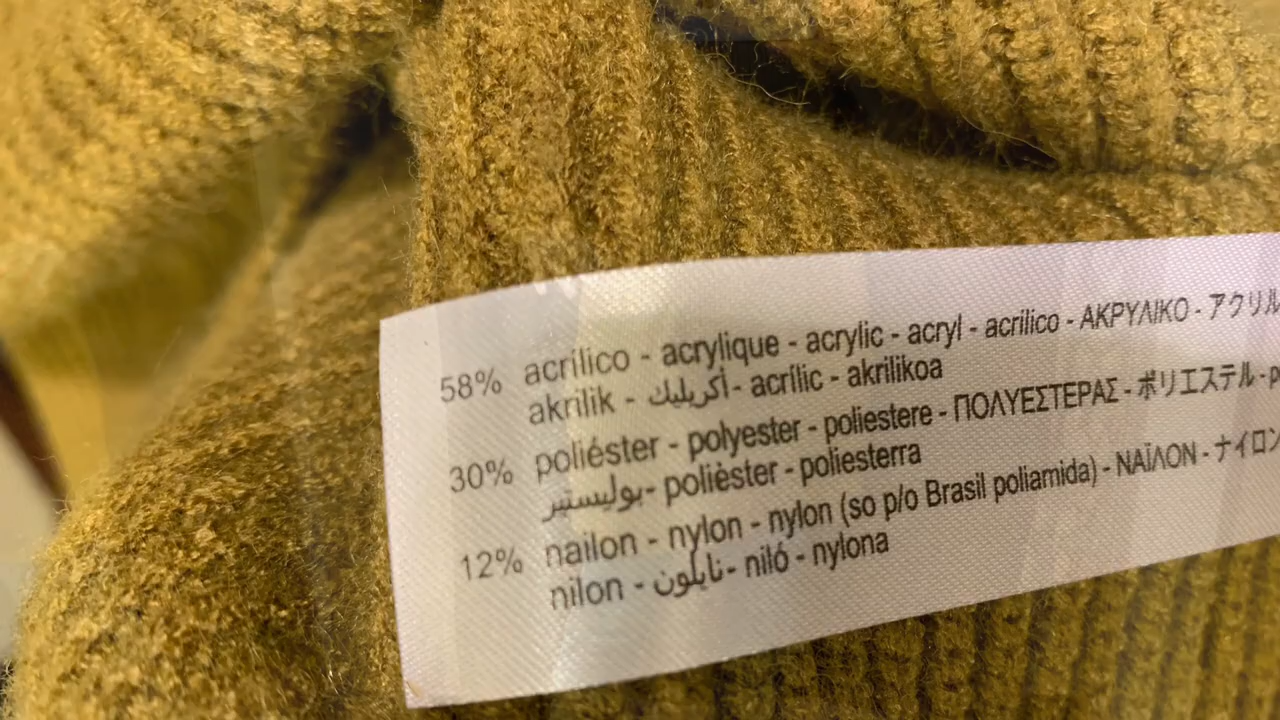 58% acrílico - acrylique - acrylic - acryl - acrilico - ΑΚΡΥΛΙΚΟ - アクリル
akrilik - أكريليك - acrílic - akrilikoa
30% poliéster - polyester - poliestere - ΠΟΛΥΕΣΤΕΡΑΣ - ポリエステル - p
بوليستير - polièster - poliesterra
12% nailon - nylon - nylon (so p/o Brasil poliamida) - ΝΑΪΛΟΝ - ナイロン
nilon - نايلون - niló - nylona